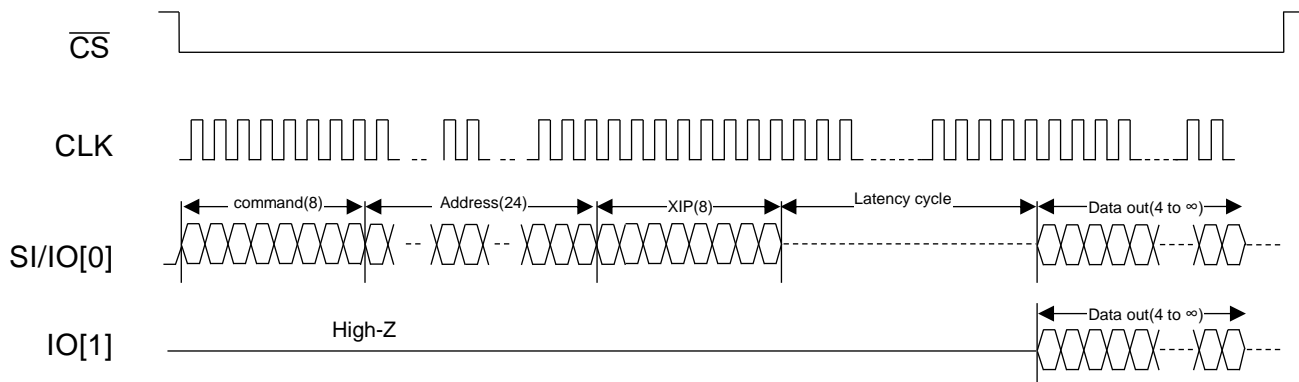 CS
CLK
command(8)
Address(24)
XIP(8)
Latency cycle
Data out(4 to ∞)
SI/IO[0]
Data out(4 to ∞)
High-Z
IO[1]